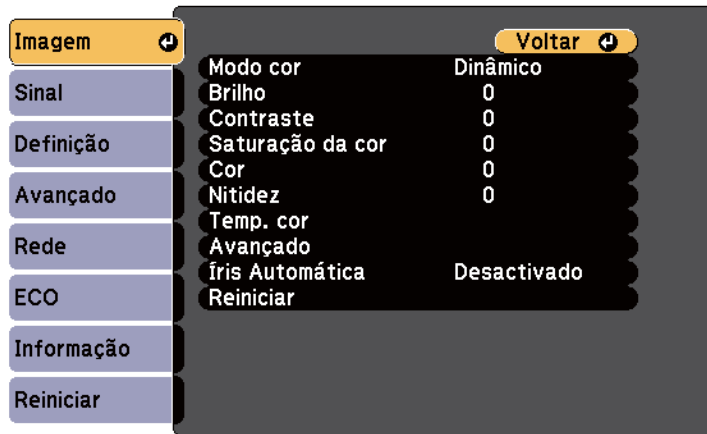 Imagem
Sinal
Definição
Avançado
Rede
ECO
Informação
Reiniciar
Voltar
Modo cor Dinâmico
Brilho 0
Contraste 0
Saturação da cor 0
Cor 0
Nitidez 0
Temp. cor
Avançado
Íris Automática Desactivado
Reiniciar